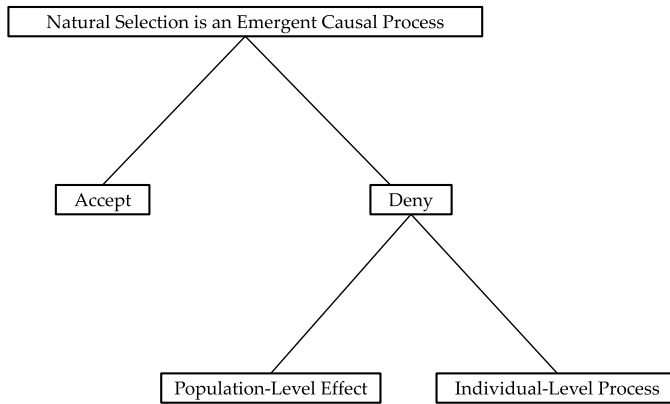 Natural Selection is an Emergent Causal Process
Accept
Deny
Population-Level Effect
Individual-Level Process